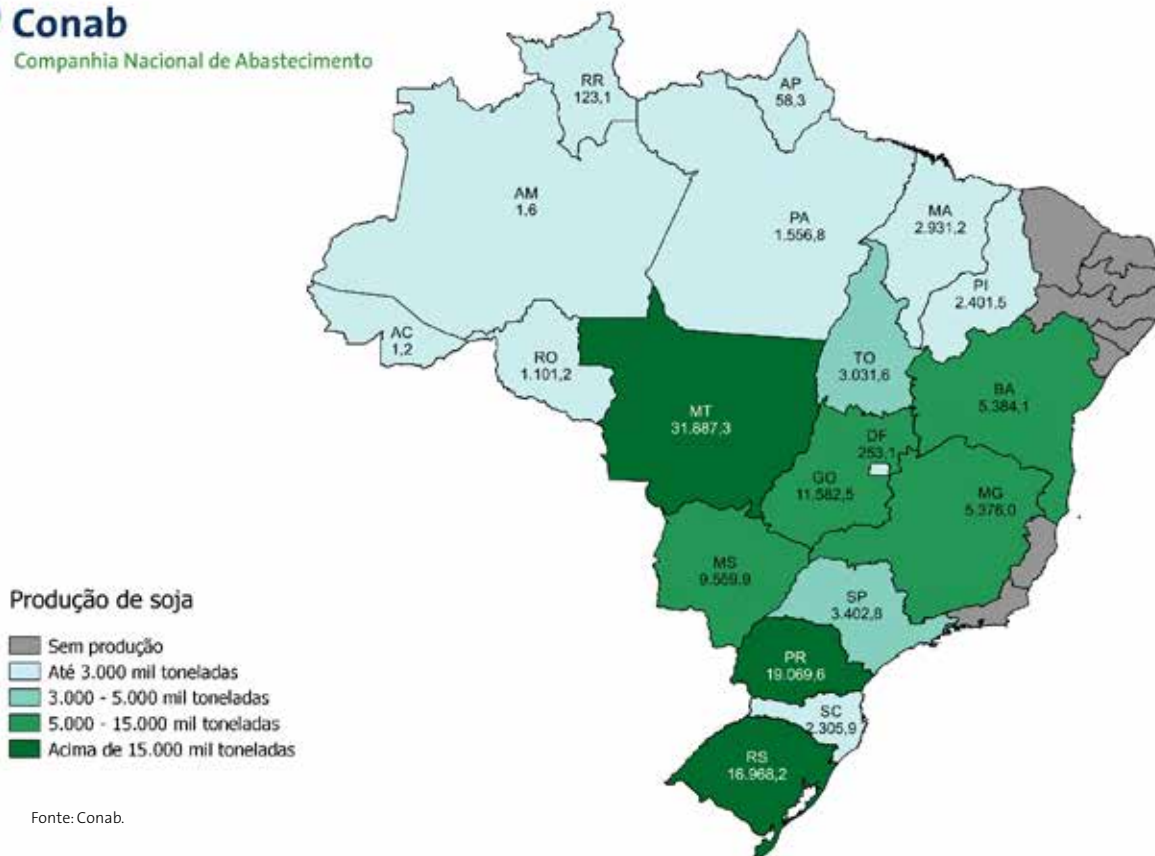 Conab
Companhia Nacional de Abastecimento
RR
123,1
AP
58,3
AM
1,6
PA
1.556,8
MA
2.931,2
PI
2.401,5
AC
1,2
RO
1.101,2
TO
3.031,6
BA
5.384,1
MT
31.887,3
DF
253,1
GO
11.582,5
MG
5.376,0
MS
9.559,9
SP
3.402,8
PR
19.069,6
SC
2.305,9
RS
16.968,2
Produção de soja
Sem produção
Até 3.000 mil toneladas
3.000 - 5.000 mil toneladas
5.000 - 15.000 mil toneladas
Acima de 15.000 mil toneladas
Fonte: Conab.